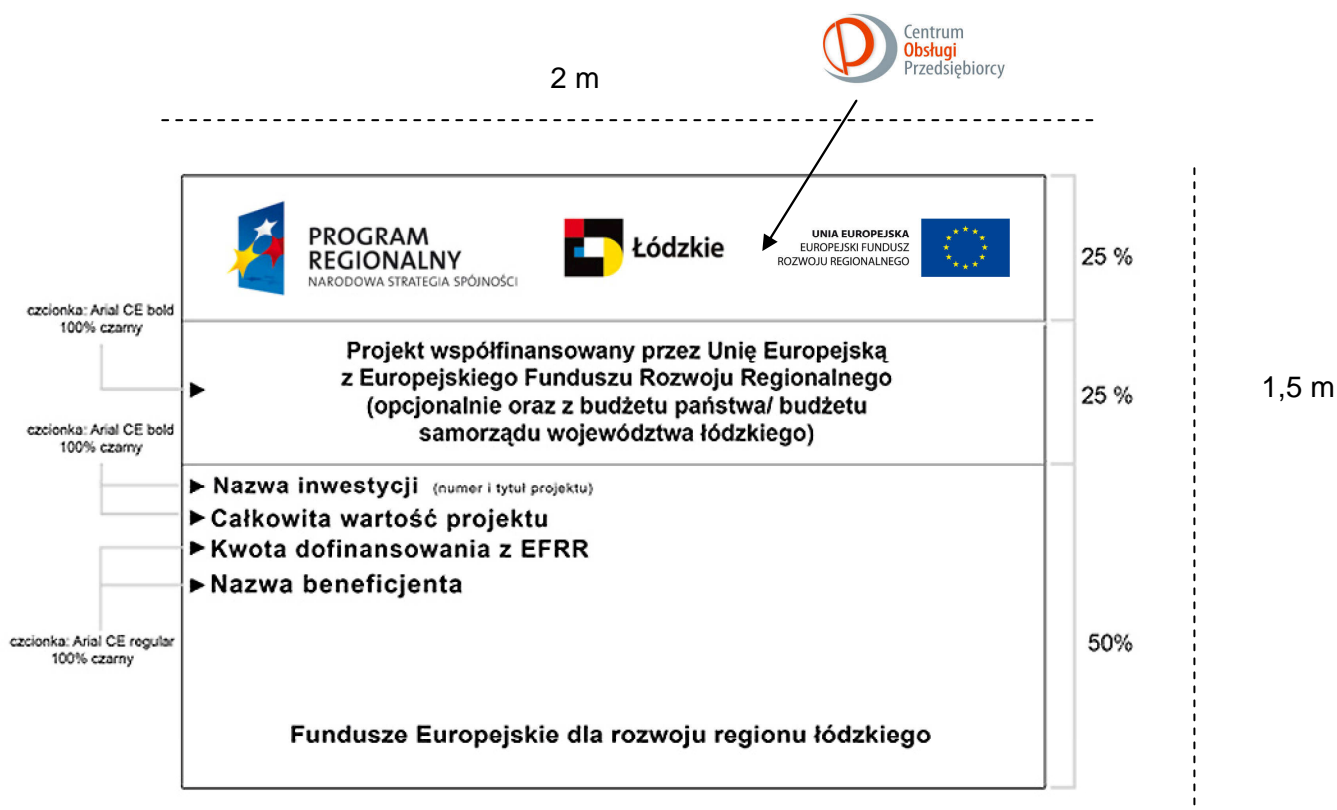 Centrum
Obsługi
Przedsiębiorcy
2 m
PROGRAM
REGIONALNY
NARODOWA STRATEGIA SPÓJNOŚCI
Łódzkie
UNIA EUROPEJSKA
EUROPEJSKI FUNDUSZ
ROZWOJU REGIONALNEGO
25 %
czcionka: Arial CE bold
100% czarny
Projekt współfinansowany przez Unię Europejską
z Europejskiego Funduszu Rozwoju Regionalnego
(opcjonalnie oraz z budżetu państwa/ budżetu
samorządu województwa łódzkiego)
25 %
1,5 m
czcionka: Arial CE bold
100% czarny
Nazwa inwestycji (numer i tytuł projektu)
Całkowita wartość projektu
Kwota dofinansowania z EFRR
Nazwa beneficjenta
czcionka: Arial CE regular
100% czarny
50%
Fundusze Europejskie dla rozwoju regionu łódzkiego